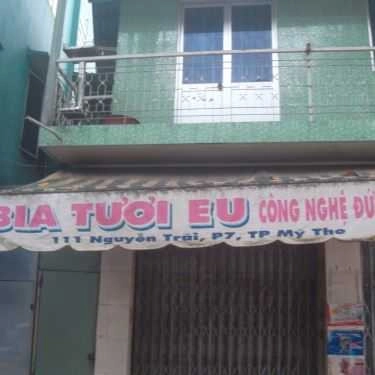 BIA TƯƠI EU CÔNG NGHỆ ĐỨ
111 Nguyễn Trãi, P7, TP Mỹ Tho